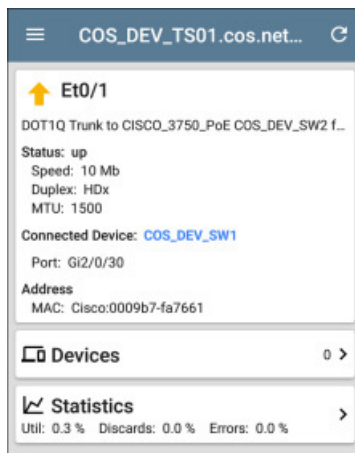 COS_DEV_TS01.cos.net...
Et0/1
DOT1Q Trunk to CISCO_3750_PoE COS_DEV_SW2 f...
Status: up
Speed: 10 Mb
Duplex: HDx
MTU: 1500
Connected Device: COS_DEV_SW1
Port: Gi2/0/30
Address
MAC: Cisco:0009b7-fa7661
Devices 0
Statistics
Util: 0.3 % Discards: 0.0 % Errors: 0.0 %